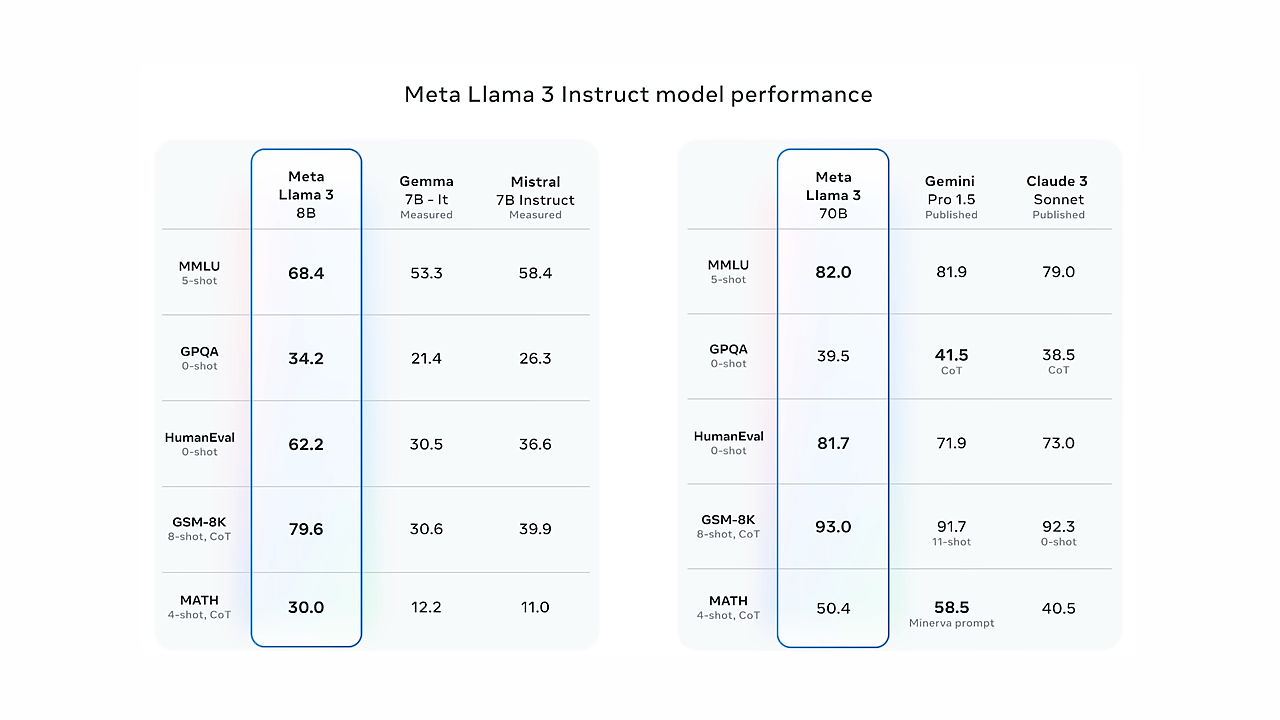 Meta Llama 3 Instruct model performance
Meta
Llama 3
8B
Gemma
7B - It
Measured
Mistral
7B Instruct
Measured
MMLU
5-shot
68.4
53.3
58.4
GPQA
0-shot
34.2
21.4
26.3
HumanEval
0-shot
62.2
30.5
36.6
GSM-8K
8-shot, CoT
79.6
30.6
39.9
MATH
4-shot, CoT
30.0
12.2
11.0
Meta
Llama 3
70B
Gemini
Pro 1.5
Published
Claude 3
Sonnet
Published
MMLU
5-shot
82.0
81.9
79.0
GPQA
0-shot
39.5
41.5
CoT
38.5
CoT
HumanEval
0-shot
81.7
71.9
73.0
GSM-8K
8-shot, CoT
93.0
91.7
11-shot
92.3
0-shot
MATH
4-shot, CoT
50.4
58.5
Minerva prompt
40.5